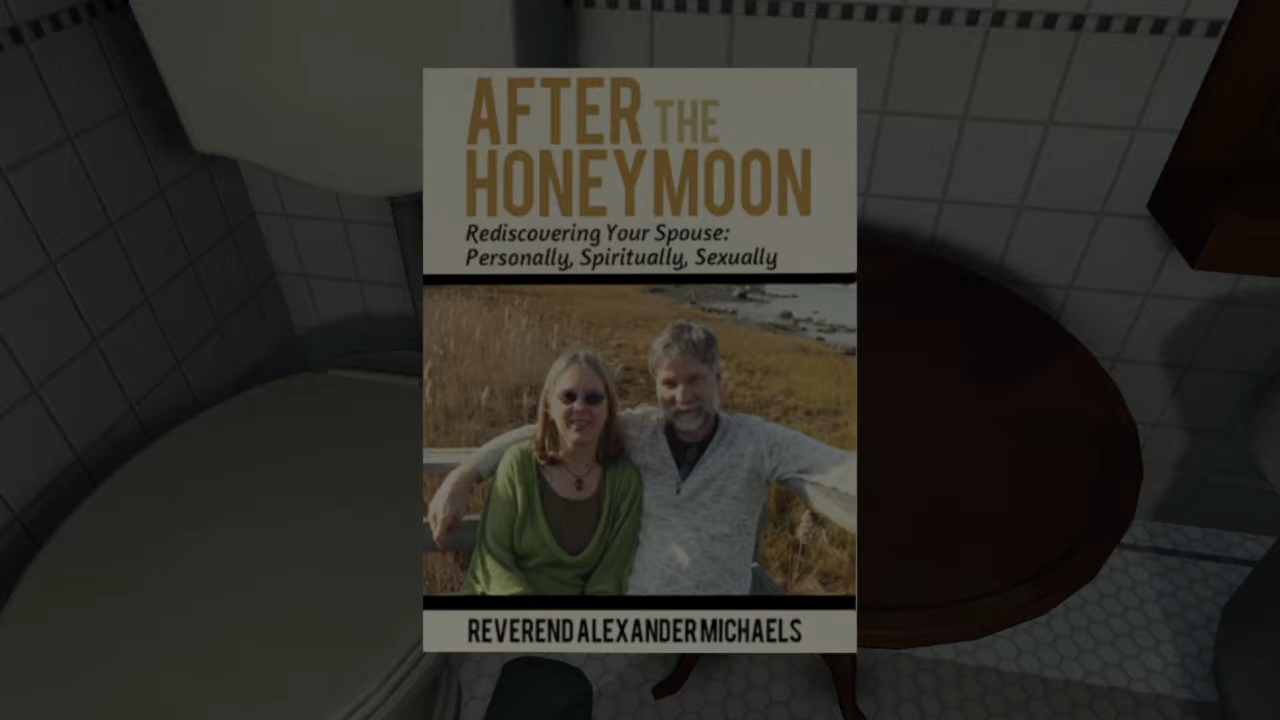 AFTER THE
HONEYMOON
Rediscovering Your Spouse:
Personally, Spiritually, Sexually
REVEREND ALEXANDER MICHAELS